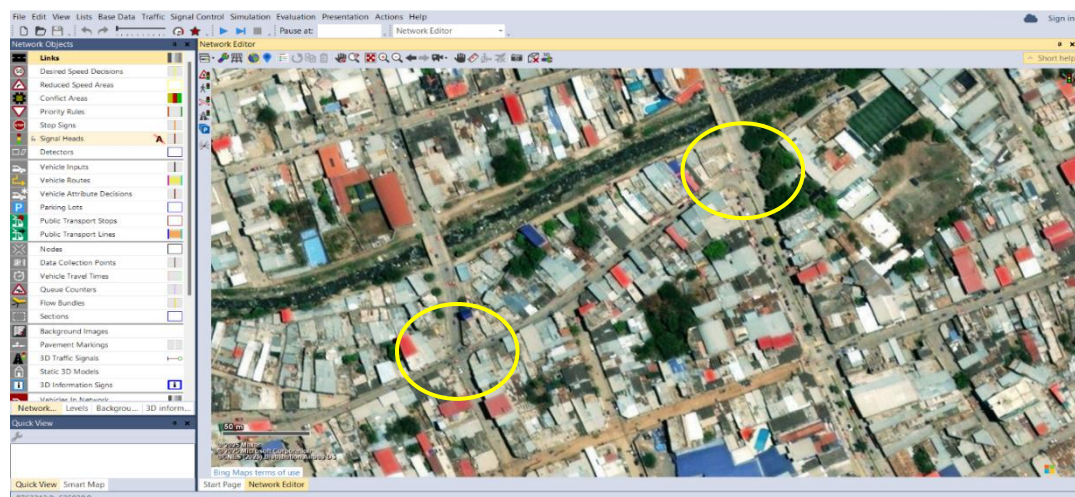 File Edit View Lists Base Data Traffic Signal Control Simulation Evaluation Presentation Actions Help
Sign in
Pause at:
Network Editor
Network Objects
Network Editor
Links
Short help
Desired Speed Decisions
Reduced Speed Areas
Conflict Areas
Priority Rules
Stop Signs
Signal Heads
Detectors
Vehicle Inputs
Vehicle Routes
Vehicle Attribute Decisions
Parking Lots
Public Transport Stops
Public Transport Lines
Nodes
Data Collection Points
Vehicle Travel Times
Queue Counters
Flow Bundles
Sections
Background Images
Pavement Markings
3D Traffic Signals
Static 3D Models
3D Information Signs
Vehicles In Network
Network... Levels Backgrou... 3D inform...
Quick View
50 m
Bing Maps terms of use
Quick View Smart Map
Start Page Network Editor